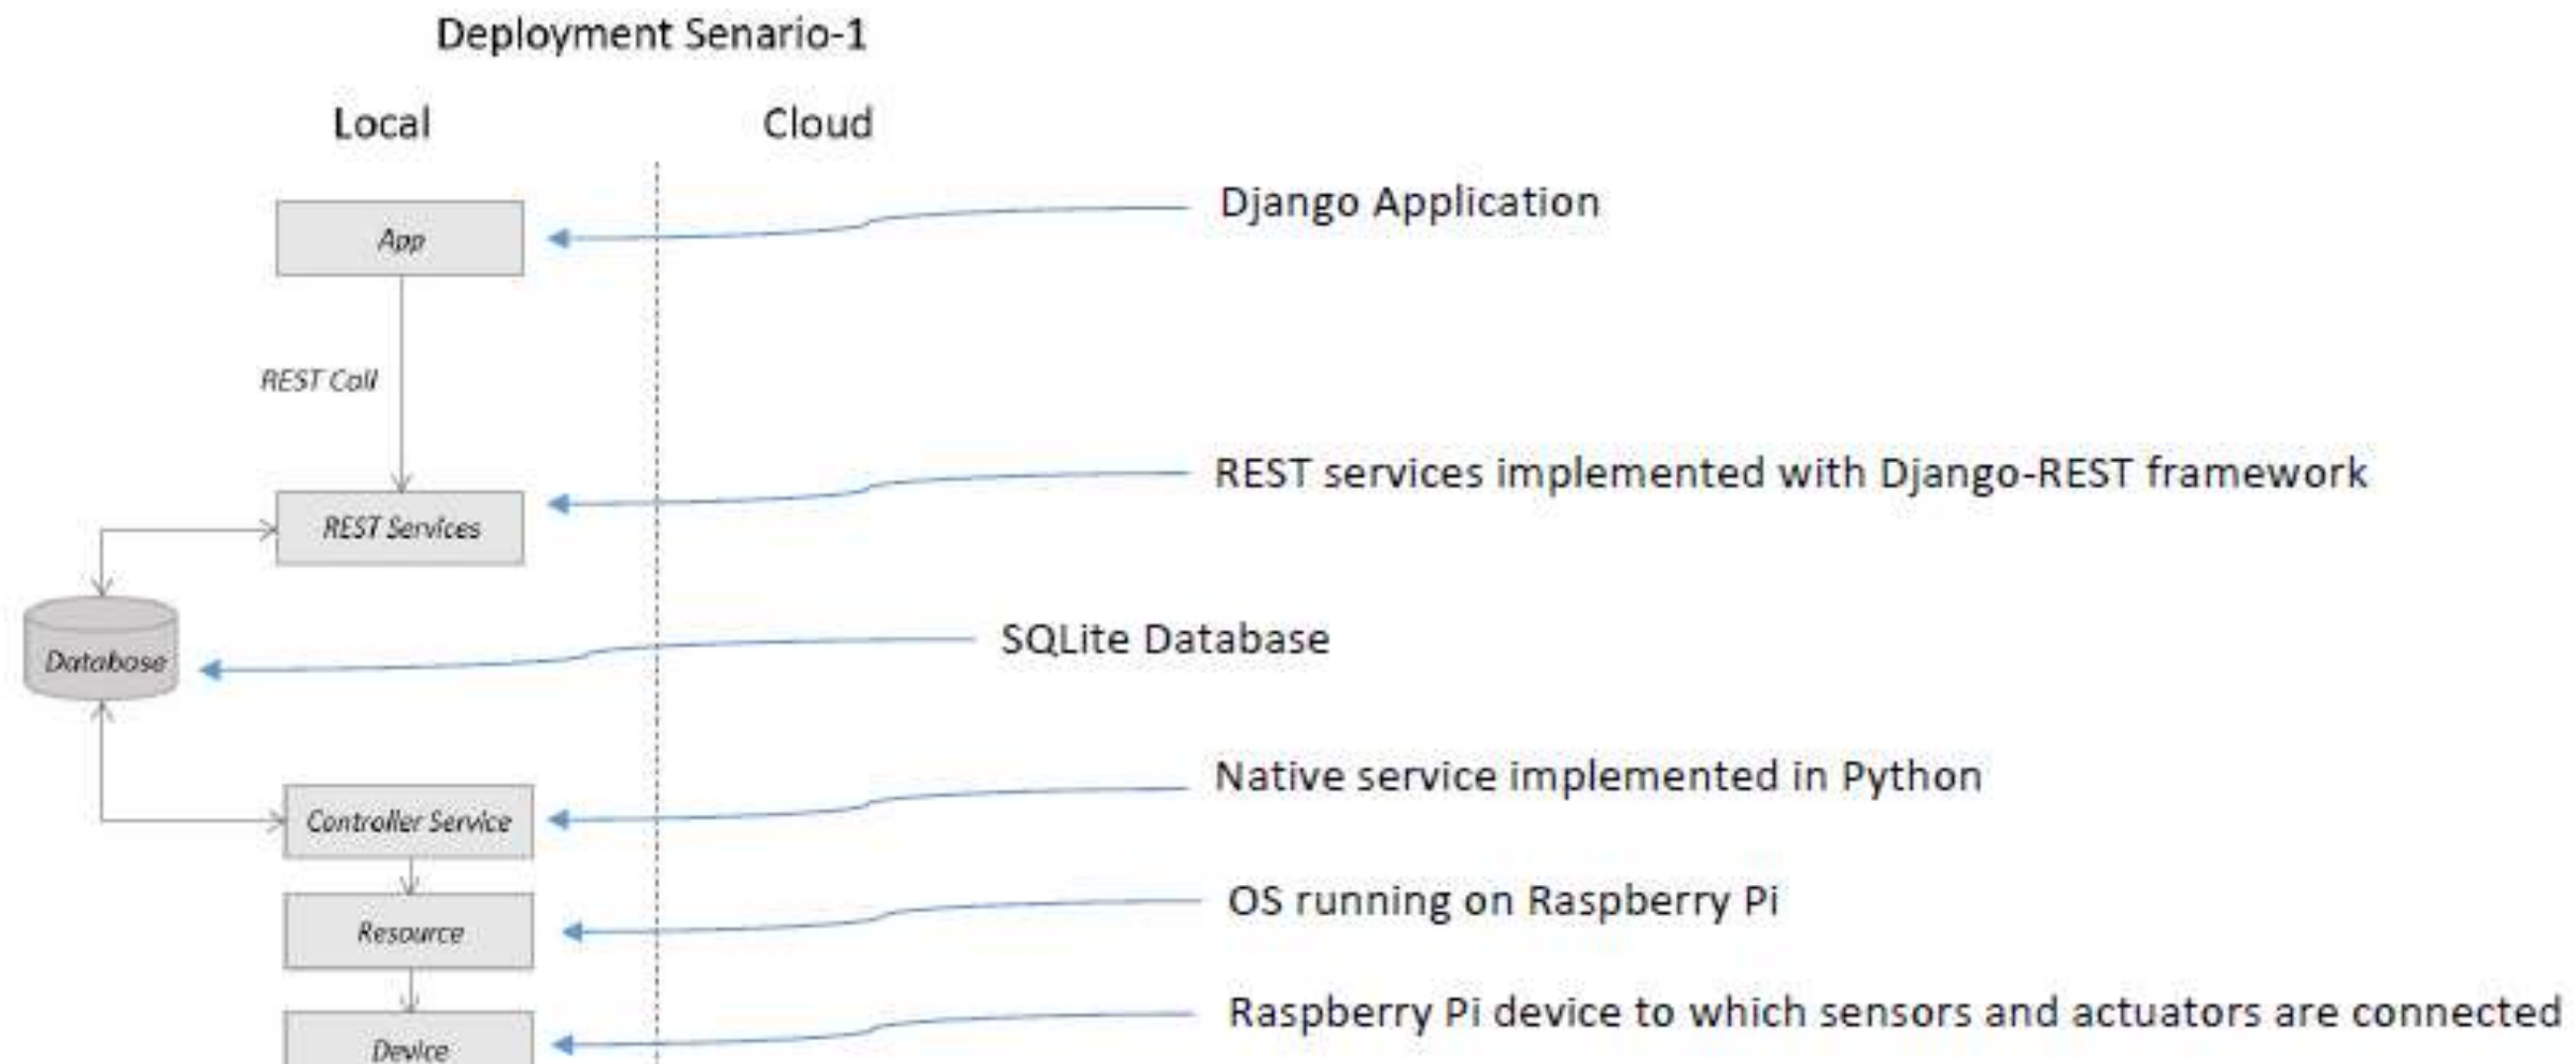 Deployment Senario-1
Local
Cloud
App
Django Application
REST Call
REST services implemented with Django-REST framework
REST Services
SQLite Database
Database
Native service implemented in Python
Controller Service
OS running on Raspberry Pi
Resource
Raspberry Pi device to which sensors and actuators are connected
Device